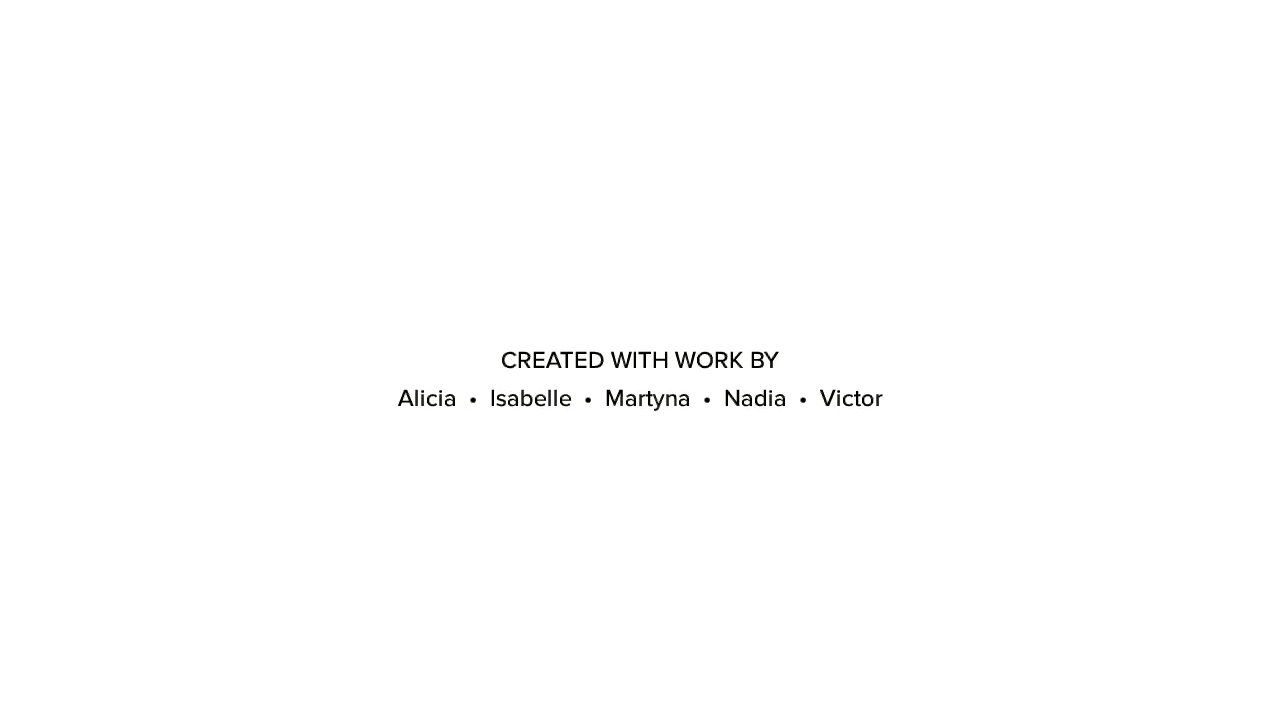 CREATED WITH WORK BY
Alicia • Isabelle • Martyna • Nadia • Victor